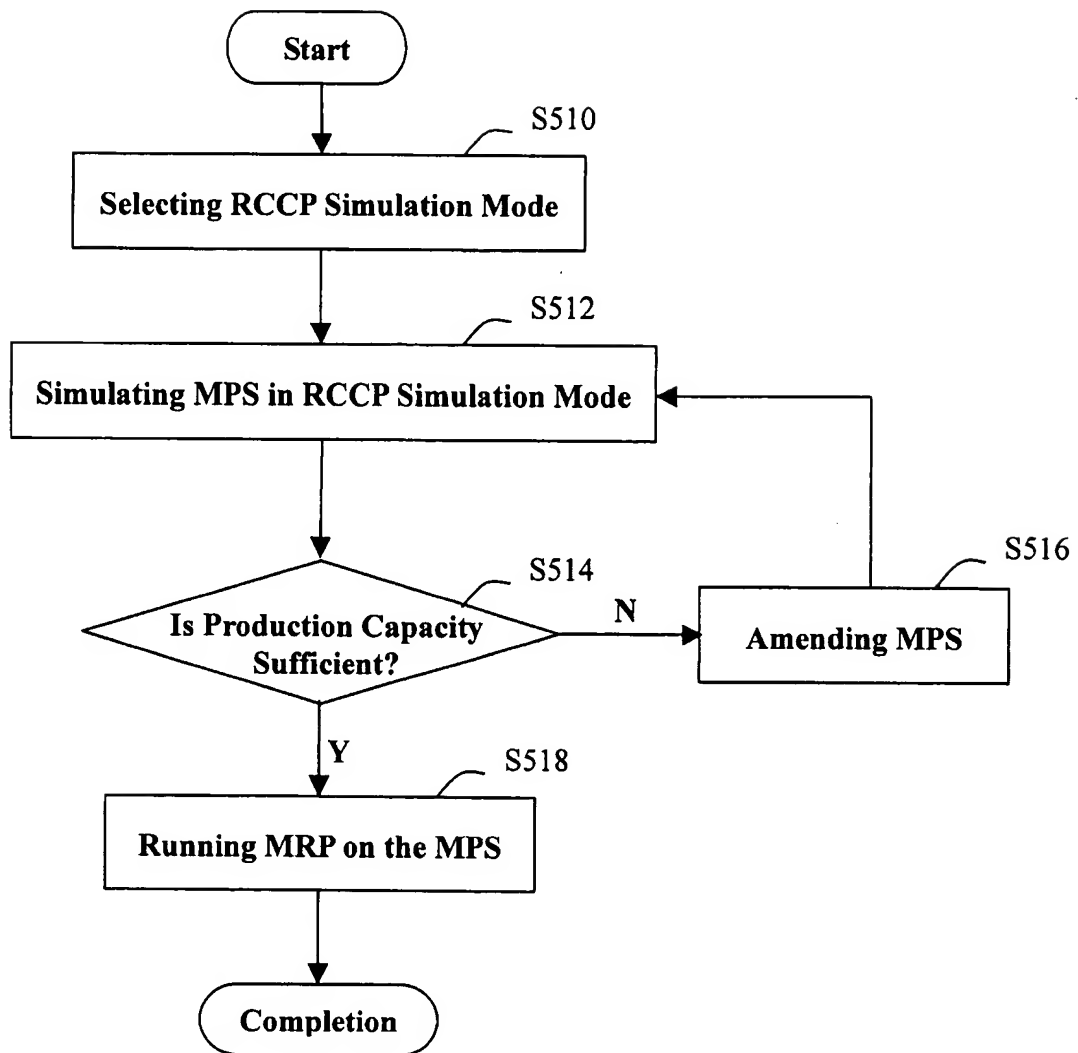 Start
S510
Selecting RCCP Simulation Mode
S512
Simulating MPS in RCCP Simulation Mode
S514
Is Production Capacity
Sufficient?
N
S516
Amending MPS
Y
S518
Running MRP on the MPS
Completion